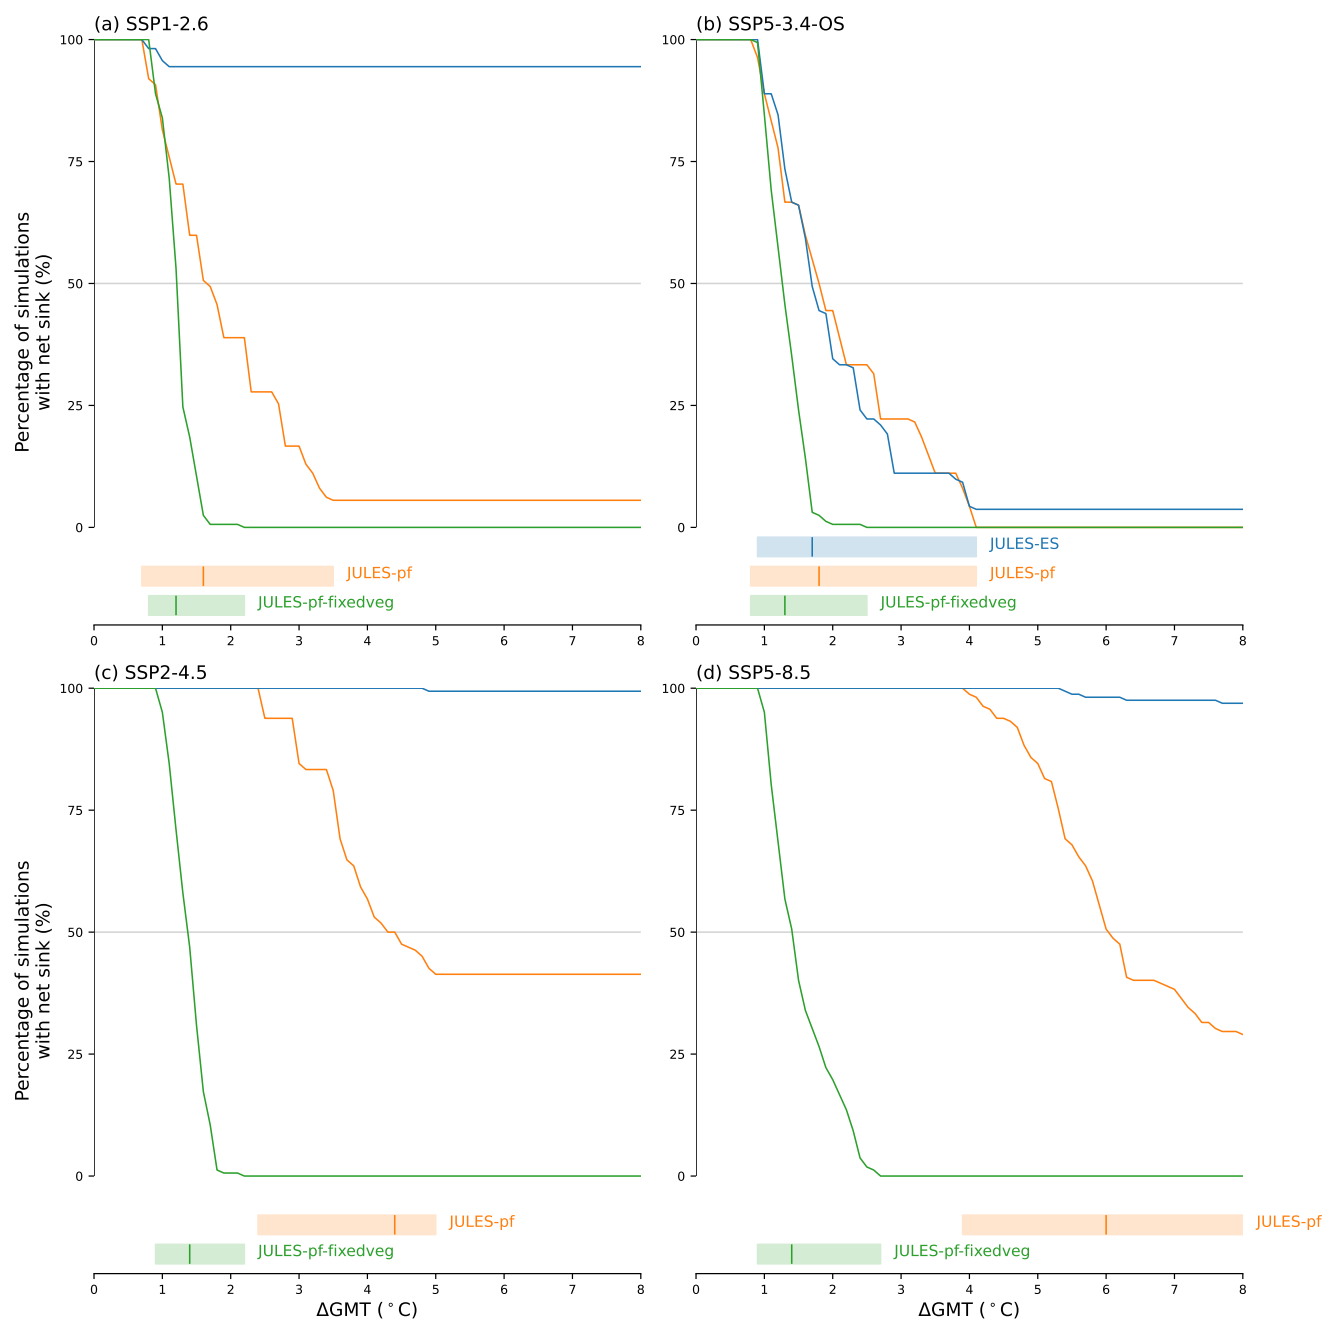 (a) SSP1-2.6
(b) SSP5-3.4-OS
100
75
50
25
0
Percentage of simulations
with net sink (%)
JULES-pf
JULES-pf-fixedveg
0 1 2 3 4 5 6 7 8
100
75
50
25
0
JULES-ES
JULES-pf
JULES-pf-fixedveg
0 1 2 3 4 5 6 7 8
(c) SSP2-4.5
(d) SSP5-8.5
100
75
50
25
0
Percentage of simulations
with net sink (%)
JULES-pf
JULES-pf-fixedveg
0 1 2 3 4 5 6 7 8
ΔGMT (°C)
100
75
50
25
0
JULES-pf
JULES-pf-fixedveg
0 1 2 3 4 5 6 7 8
ΔGMT (°C)